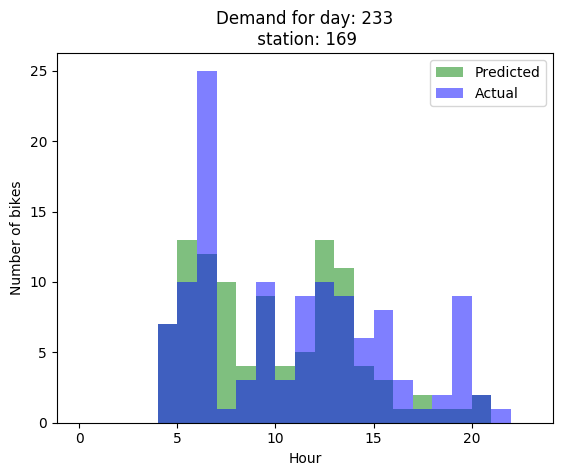 Demand for day: 233
station: 169
Predicted
Actual
25
20
15
10
5
0
Number of bikes
0 5 10 15 20
Hour